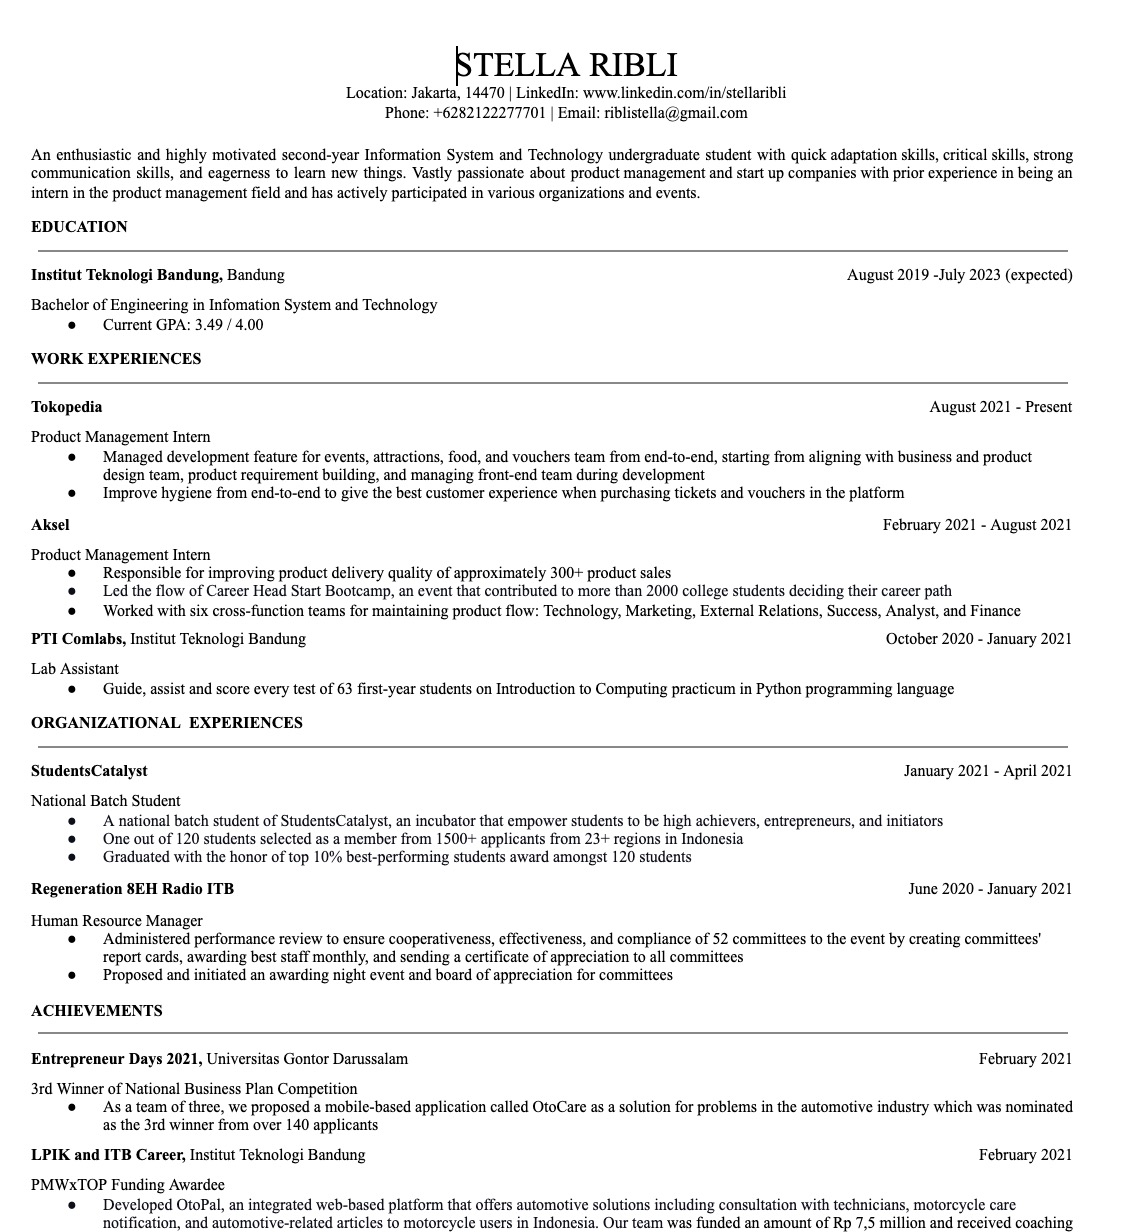 STELLA RIBLI
Location: Jakarta, 14470 | LinkedIn: www.linkedin.com/in/stellaribli
Phone: +6282122277701 | Email: riblistella@gmail.com
An enthusiastic and highly motivated second-year Information System and Technology undergraduate student with quick adaptation skills, critical skills, strong
communication skills, and eagerness to learn new things. Vastly passionate about product management and start up companies with prior experience in being an
intern in the product management field and has actively participated in various organizations and events.
EDUCATION
Institut Teknologi Bandung, Bandung August 2019 -July 2023 (expected)
Bachelor of Engineering in Infomation System and Technology
● Current GPA: 3.49 / 4.00
WORK EXPERIENCES
Tokopedia August 2021 - Present
Product Management Intern
● Managed development feature for events, attractions, food, and vouchers team from end-to-end, starting from aligning with business and product
design team, product requirement building, and managing front-end team during development
● Improve hygiene from end-to-end to give the best customer experience when purchasing tickets and vouchers in the platform
Aksel February 2021 - August 2021
Product Management Intern
● Responsible for improving product delivery quality of approximately 300+ product sales
● Led the flow of Career Head Start Bootcamp, an event that contributed to more than 2000 college students deciding their career path
● Worked with six cross-function teams for maintaining product flow: Technology, Marketing, External Relations, Success, Analyst, and Finance
PTI Comlabs, Institut Teknologi Bandung October 2020 - January 2021
Lab Assistant
● Guide, assist and score every test of 63 first-year students on Introduction to Computing practicum in Python programming language
ORGANIZATIONAL  EXPERIENCES
StudentsCatalyst January 2021 - April 2021
National Batch Student
● A national batch student of StudentsCatalyst, an incubator that empower students to be high achievers, entrepreneurs, and initiators
● One out of 120 students selected as a member from 1500+ applicants from 23+ regions in Indonesia
● Graduated with the honor of top 10% best-performing students award amongst 120 students
Regeneration 8EH Radio ITB June 2020 - January 2021
Human Resource Manager
● Administered performance review to ensure cooperativeness, effectiveness, and compliance of 52 committees to the event by creating committees'
report cards, awarding best staff monthly, and sending a certificate of appreciation to all committees
● Proposed and initiated an awarding night event and board of appreciation for committees
ACHIEVEMENTS
Entrepreneur Days 2021, Universitas Gontor Darussalam February 2021
3rd Winner of National Business Plan Competition
● As a team of three, we proposed a mobile-based application called OtoCare as a solution for problems in the automotive industry which was nominated
as the 3rd winner from over 140 applicants
LPIK and ITB Career, Institut Teknologi Bandung February 2021
PMWxTOP Funding Awardee
● Developed OtoPal, an integrated web-based platform that offers automotive solutions including consultation with technicians, motorcycle care
notification, and automotive-related articles to motorcycle users in Indonesia. Our team was funded an amount of Rp 7,5 million and received coaching